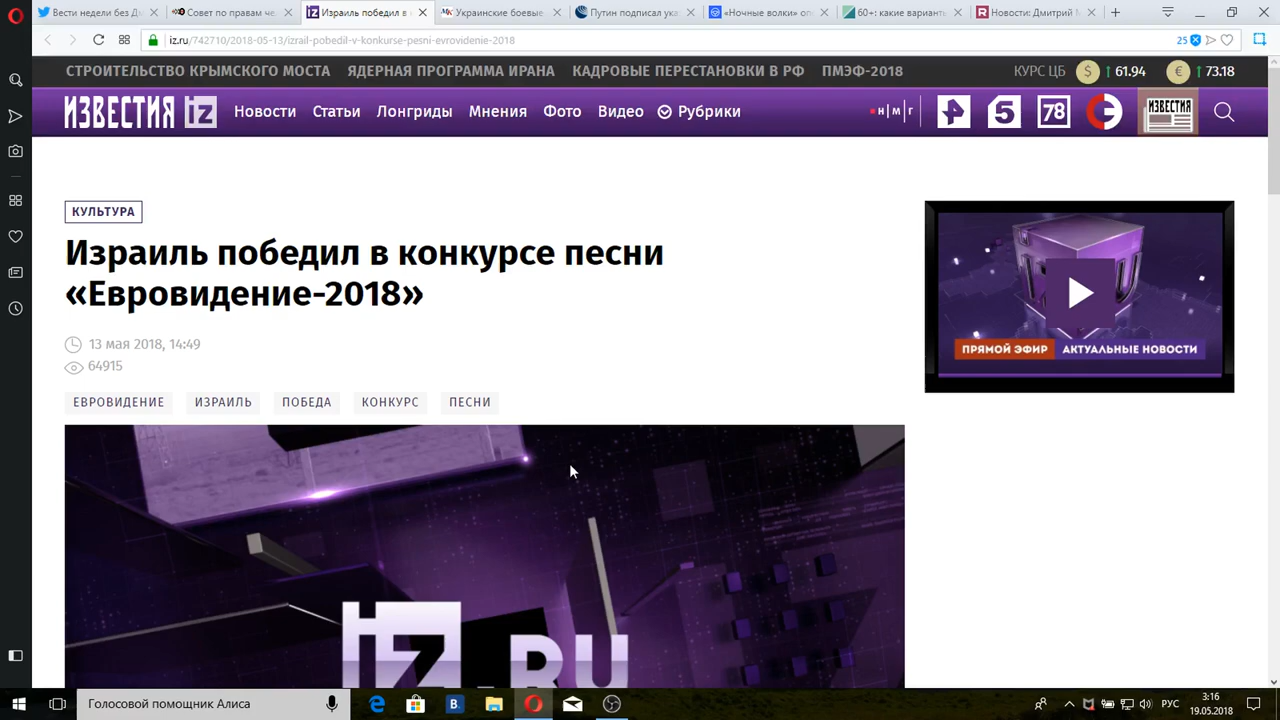 Вести недели без Д
Совет по правам че
Израиль победил в
Украинские боевые
Путин подписал ука
«Ночные волки» о
60+: какие вариант
Новости: Дмитрий М
iz.ru/742710/2018-05-13/izrail-pobedil-v-konkurse-pesni-evrovidenie-2018
25
СТРОИТЕЛЬСТВО КРЫМСКОГО МОСТА ЯДЕРНАЯ ПРОГРАММА ИРАНА КАДРОВЫЕ ПЕРЕСТАНОВКИ В РФ ПМЭФ-2018 КУРС ЦБ $ ↑ 61.94 € ↑ 73.18
ИЗВЕСТИЯ iz Новости Статьи Лонгриды Мнения Фото Видео Рубрики н|м|г 5 78 ИЗВЕСТИЯ
КУЛЬТУРА
Израиль победил в конкурсе песни
«Евровидение-2018»
13 мая 2018, 14:49
64915
ЕВРОВИДЕНИЕ ИЗРАИЛЬ ПОБЕДА КОНКУРС ПЕСНИ
ПРЯМОЙ ЭФИР АКТУАЛЬНЫЕ НОВОСТИ
iZ.RU
Голосовой помощник Алиса
РУС
3:16
19.05.2018